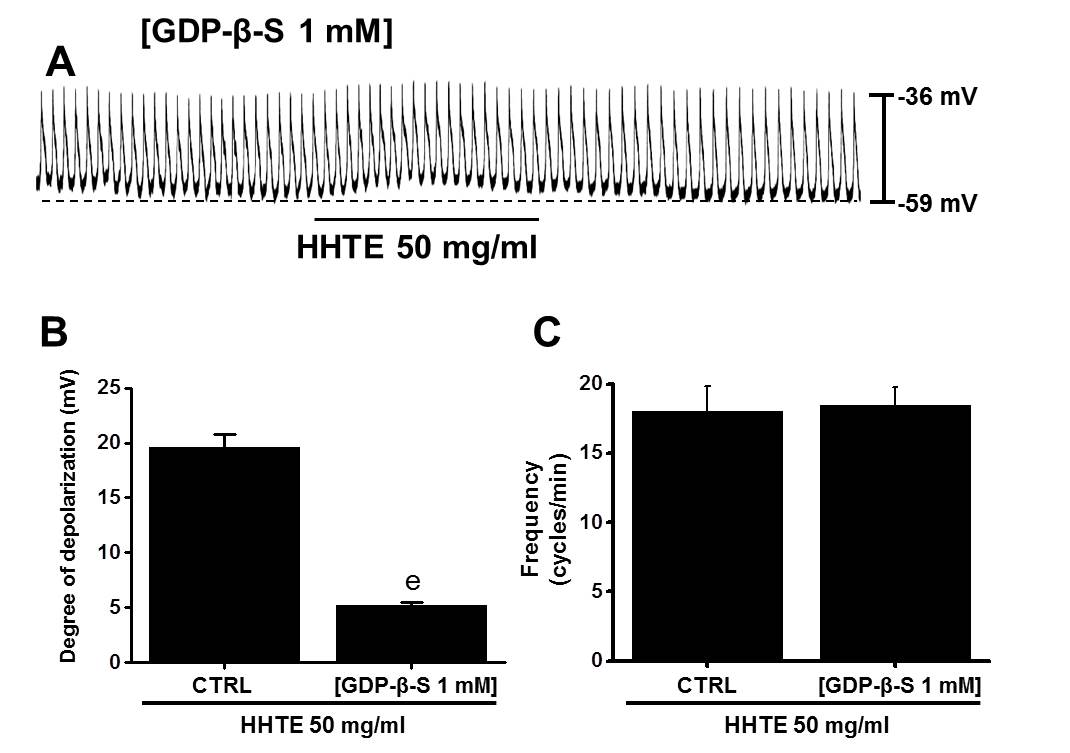 [GDP-β-S 1 mM]
A
-36 mV
-59 mV
HHTE 50 mg/ml
B
Degree of depolarization (mV)
25
20
15
10
5
0
e
CTRL
[GDP-β-S 1 mM]
HHTE 50 mg/ml
C
Frequency
(cycles/min)
20
15
10
5
0
CTRL
[GDP-β-S 1 mM]
HHTE 50 mg/ml